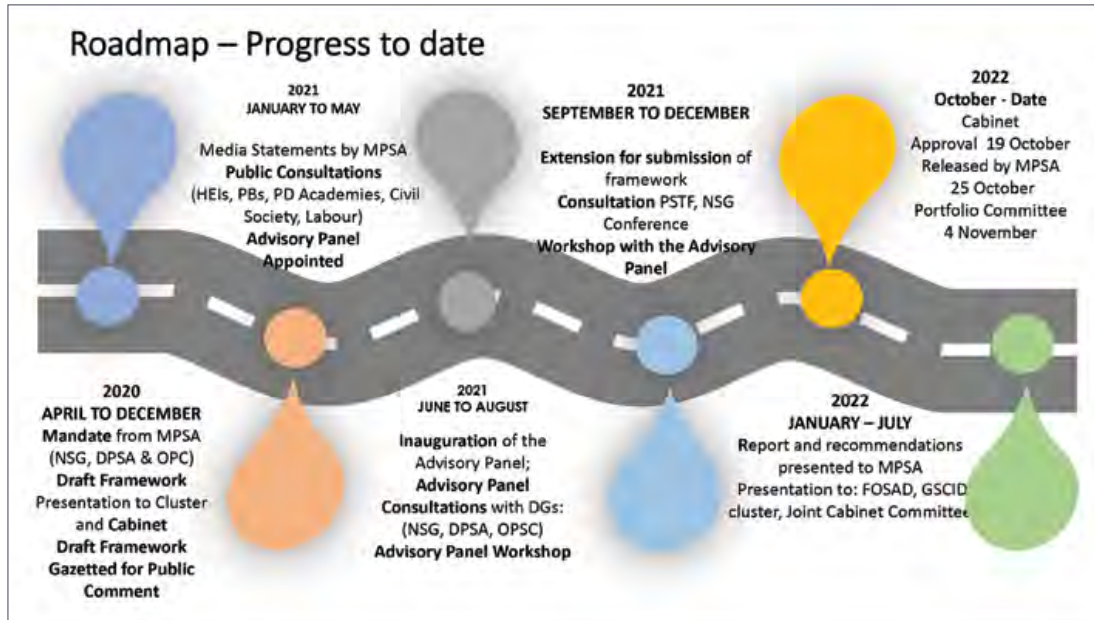 Roadmap – Progress to date
2020
APRIL TO DECEMBER
Mandate from MPSA
(NSG, DPSA & OPC)
Draft Framework
Presentation to Cluster
and Cabinet
Draft Framework
Gazetted for Public
Comment
2021
JANUARY TO MAY
Media Statements by MPSA
Public Consultations
(HEIs, PBs, PD Academies, Civil
Society, Labour)
Advisory Panel
Appointed
2021
JUNE TO AUGUST
Inauguration of the
Advisory Panel;
Advisory Panel
Consultations with DGs:
(NSG, DPSA, OPSC)
Advisory Panel Workshop
2021
SEPTEMBER TO DECEMBER
Extension for submission of
framework
Consultation PSTF, NSG
Conference
Workshop with the Advisory
Panel
2022
JANUARY – JULY
Report and recommendations
presented to MPSA
Presentation to: FOSAD, GSCID
cluster, Joint Cabinet Committee
2022
October - Date
Cabinet
Approval 19 October
Released by MPSA
25 October
Portfolio Committee
4 November